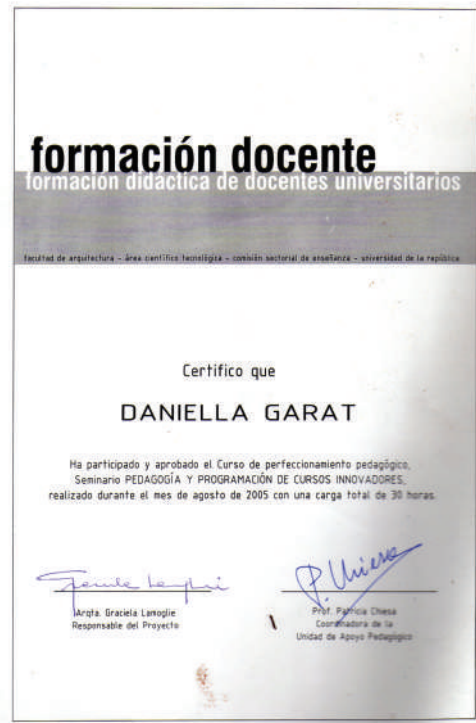 formación docente
formación didáctica de docentes universitarios
facultad de arquitectura - área científico tecnológica - comisión sectorial de enseñanza - universidad de la república
Certifico que
DANIELLA GARAT
Ha participado y aprobado el Curso de perfeccionamiento pedagógico,
Seminario PEDAGOGÍA Y PROGRAMACIÓN DE CURSOS INNOVADORES,
realizado durante el mes de agosto de 2005 con una carga total de 30 horas.
P. Chiesa
Arqta. Graciela Lamoglie
Responsable del Proyecto
Prof. Patricia Chiesa
Coordinadora de la
Unidad de Apoyo Pedagógico